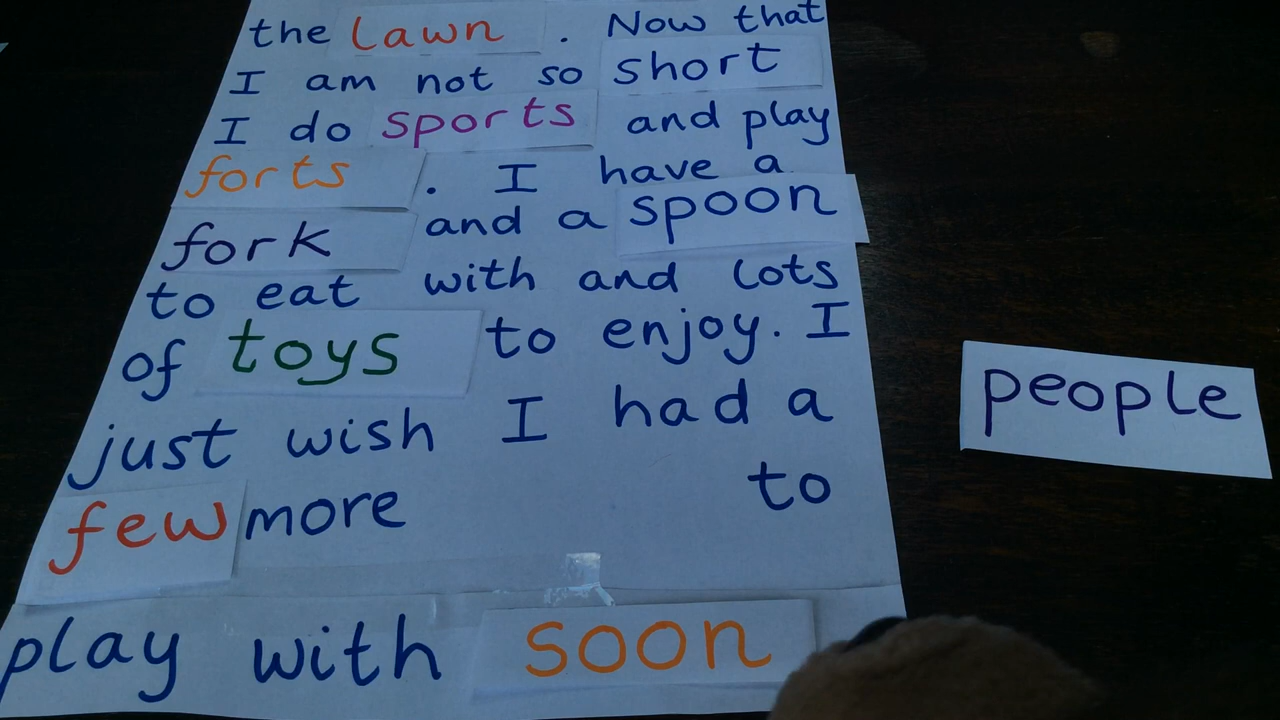 the lawn . Now that
I am not so short
I do sports and play
forts . I have a
fork and a spoon
to eat with and lots
of toys to enjoy. I
just wish I had a
few more to
play with soon
people